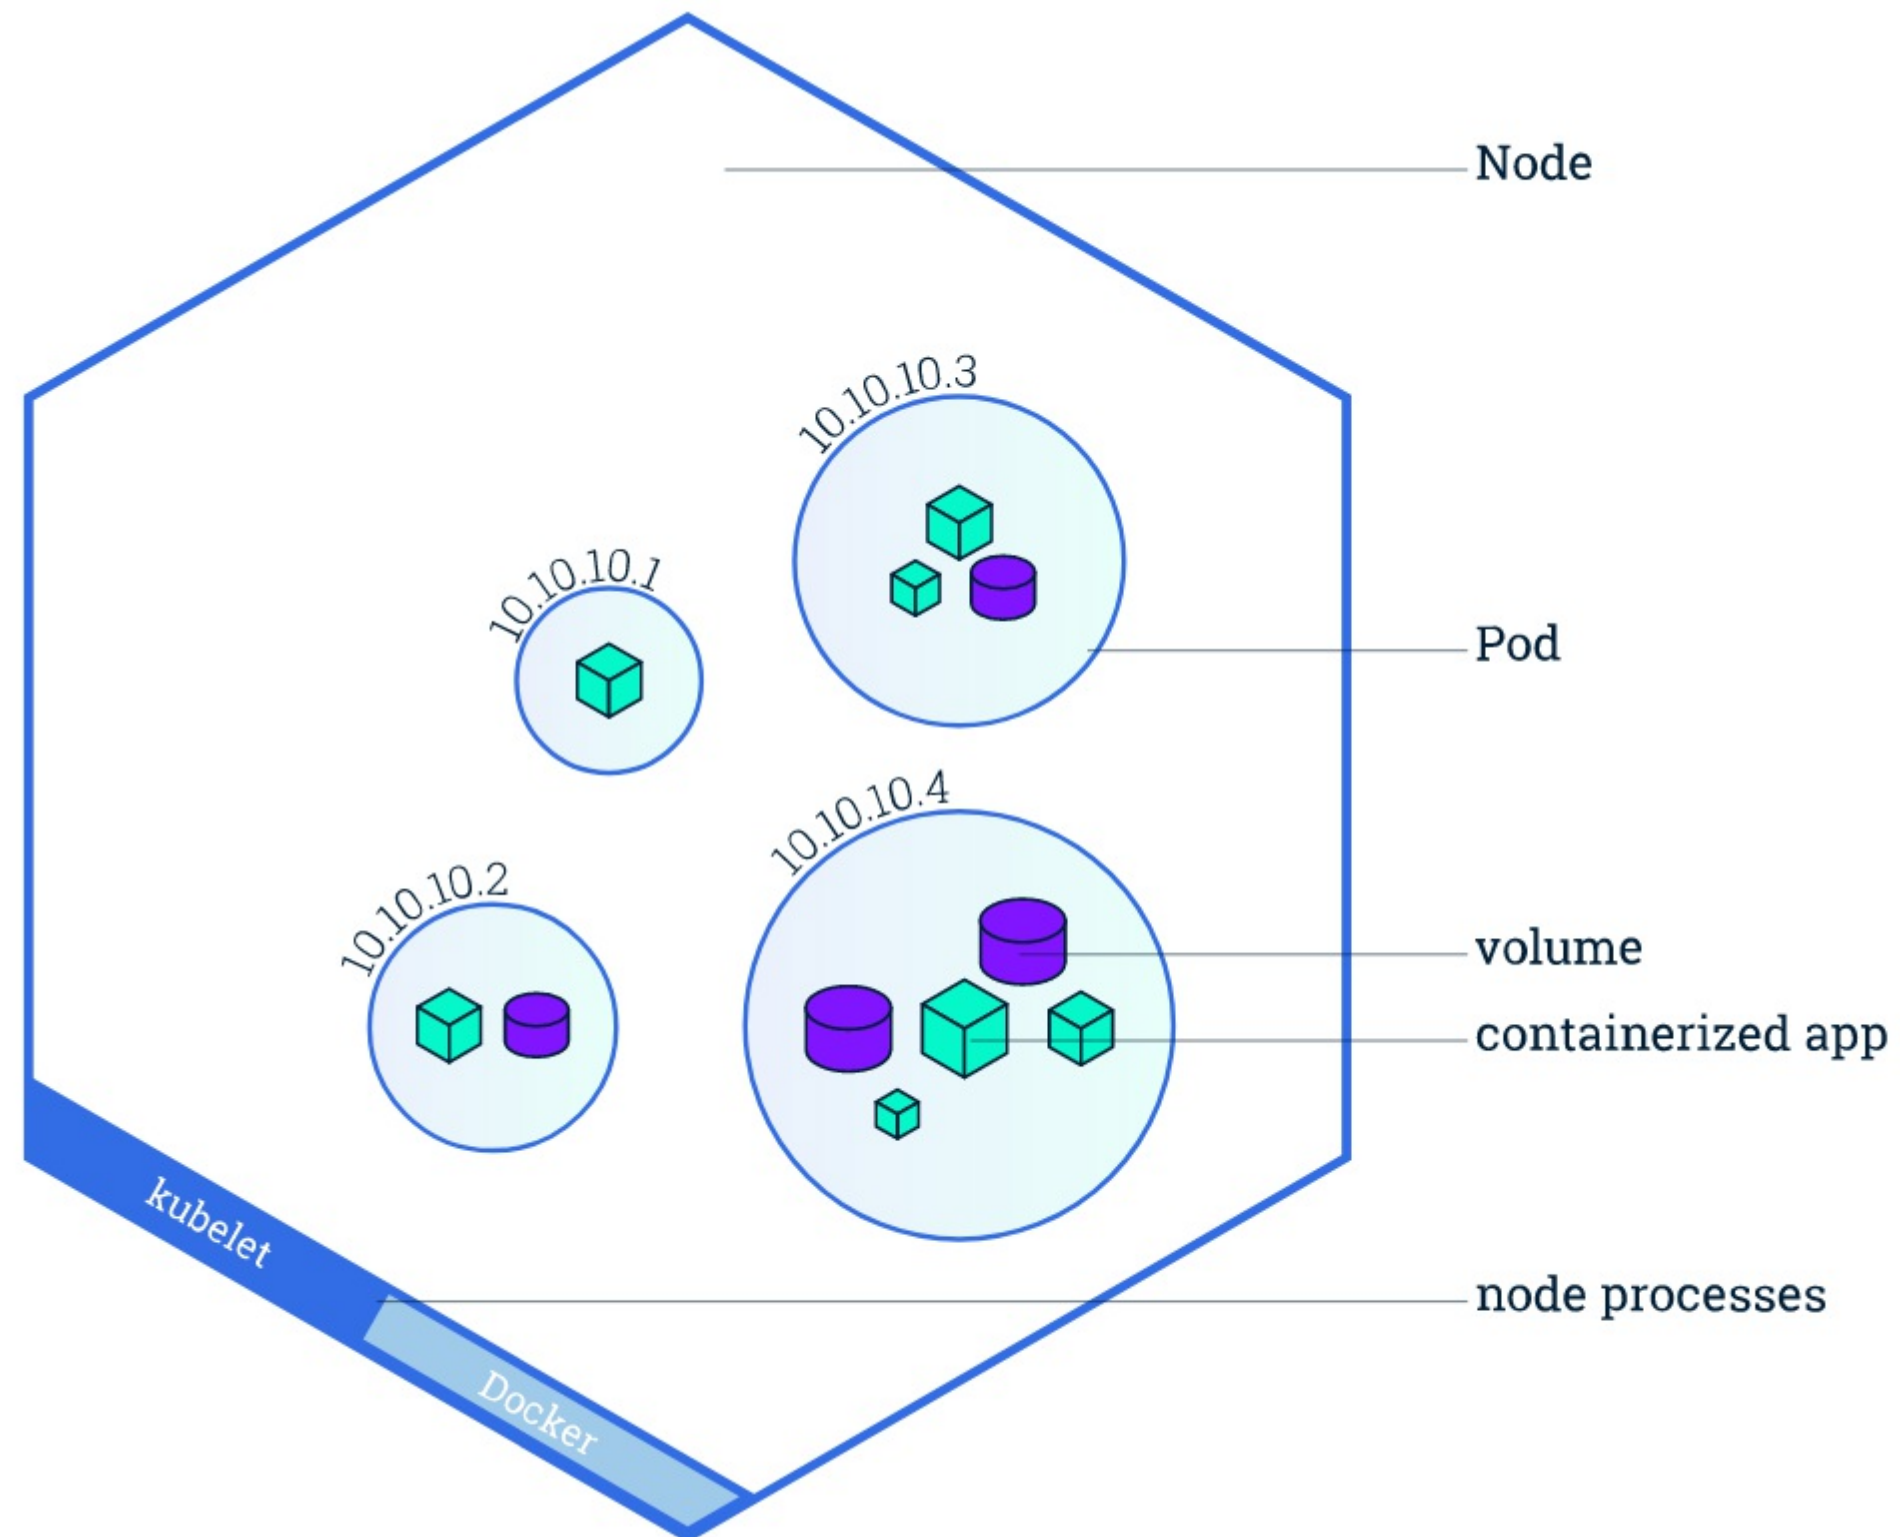 Node
10.10.10.3
10.10.10.1
Pod
10.10.10.4
10.10.10.2
volume
containerized app
kubelet
node processes
Docker